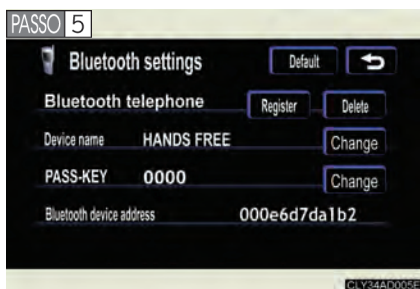 PASSO 5
Bluetooth settings Default
Bluetooth telephone Register Delete
Device name HANDS FREE Change
PASS-KEY 0000 Change
Bluetooth device address 000e6d7da1b2
CLY34AD005E